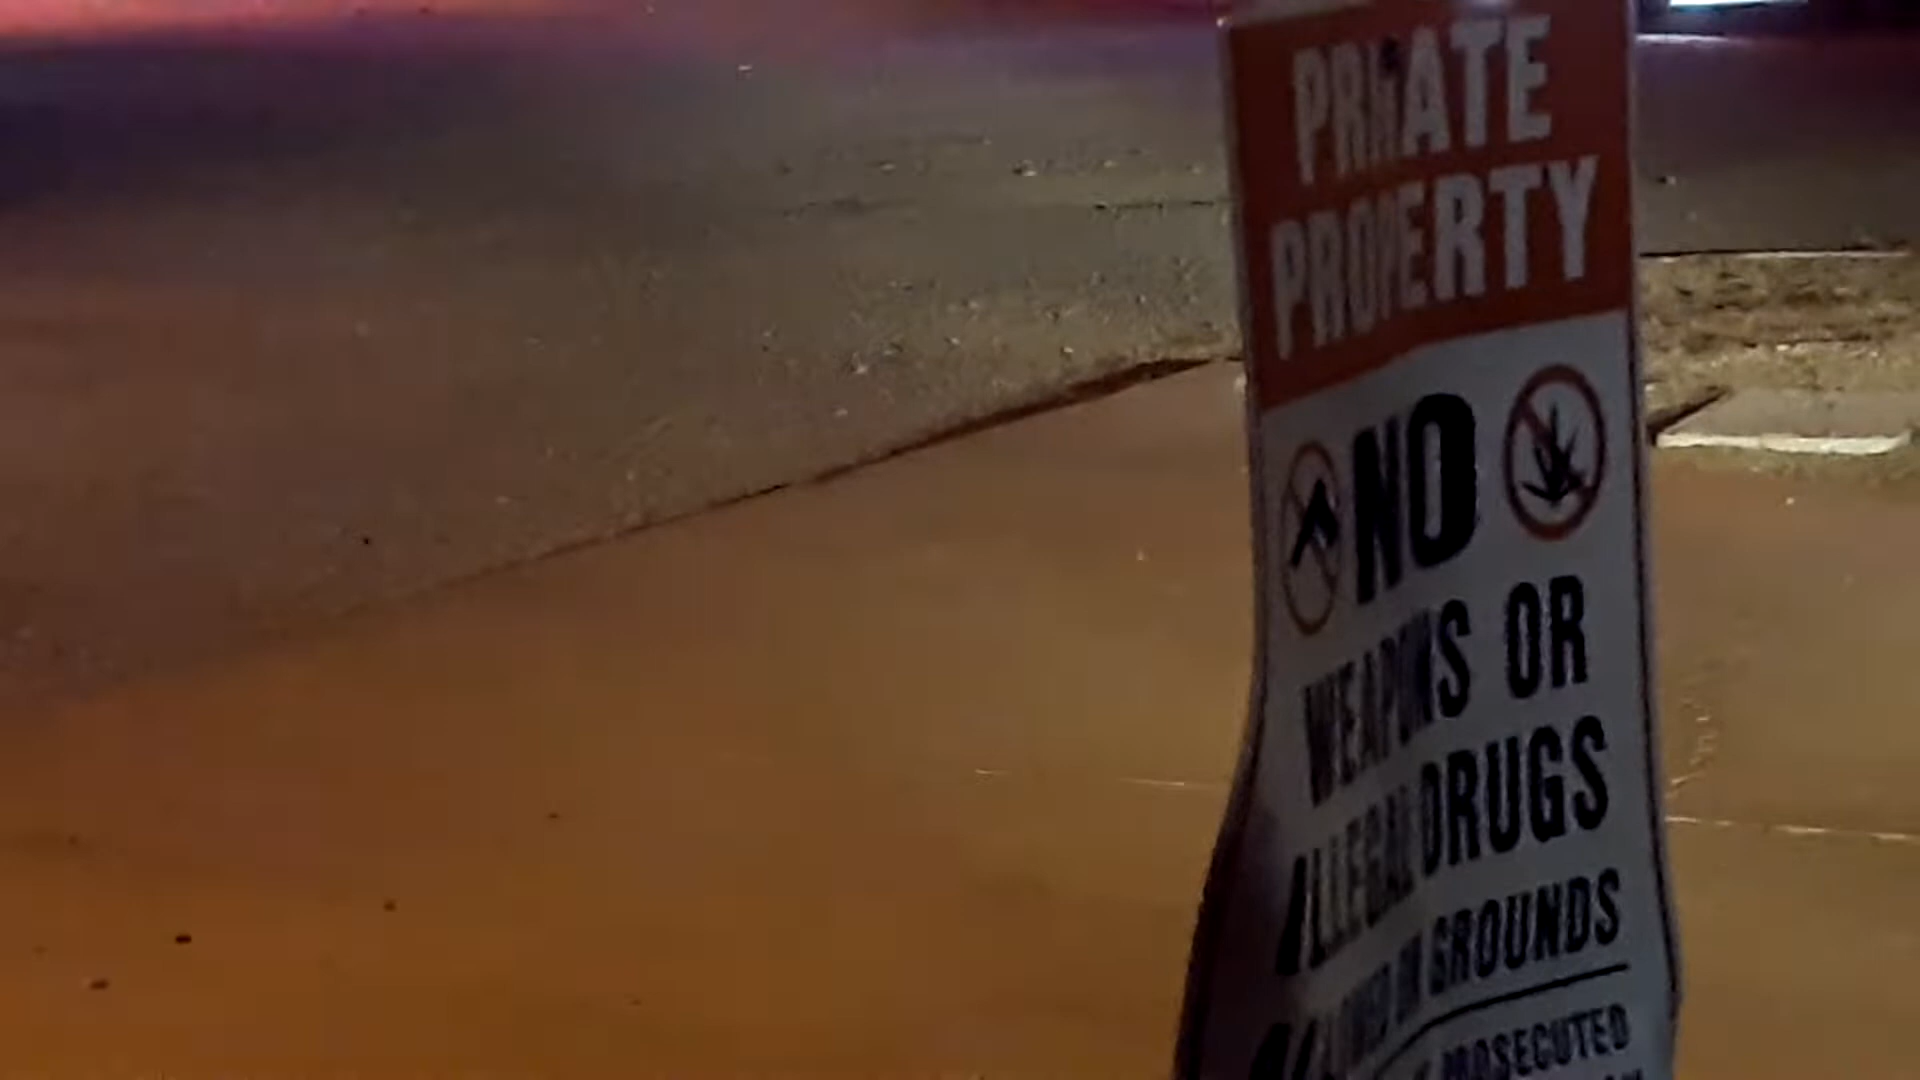 PRIVATE
PROPERTY
NO
WEAPONS OR
ILLEGAL DRUGS
ALLOWED ON GROUNDS
PROSECUTED